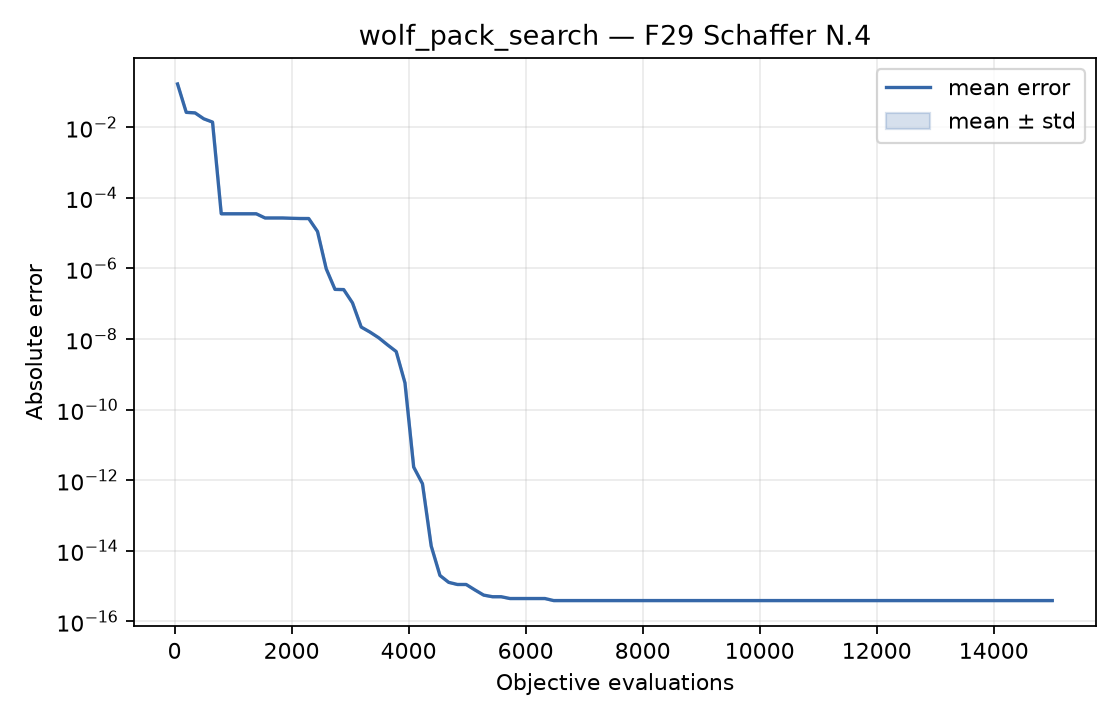 wolf_pack_search — F29 Schaffer N.4
mean error
mean ± std
Absolute error
10⁻²
10⁻⁴
10⁻⁶
10⁻⁸
10⁻¹⁰
10⁻¹²
10⁻¹⁴
10⁻¹⁶
0 2000 4000 6000 8000 10000 12000 14000
Objective evaluations